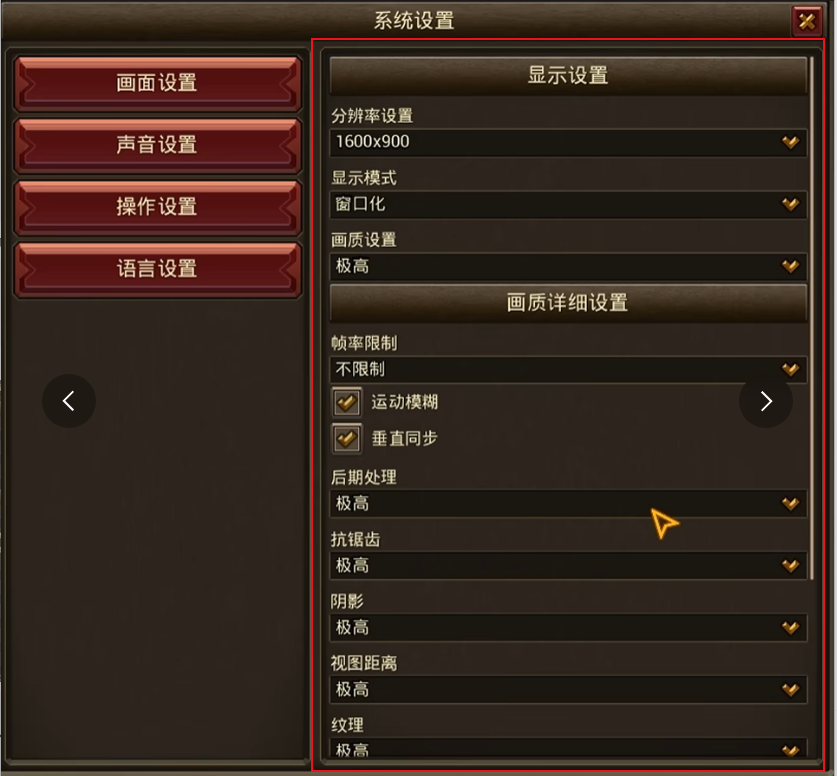 系统设置
画面设置
声音设置
操作设置
语言设置
显示设置
分辨率设置
1600x900
显示模式
窗口化
画质设置
极高
画质详细设置
帧率限制
不限制
运动模糊
垂直同步
后期处理
极高
抗锯齿
极高
阴影
极高
视图距离
极高
纹理
极高